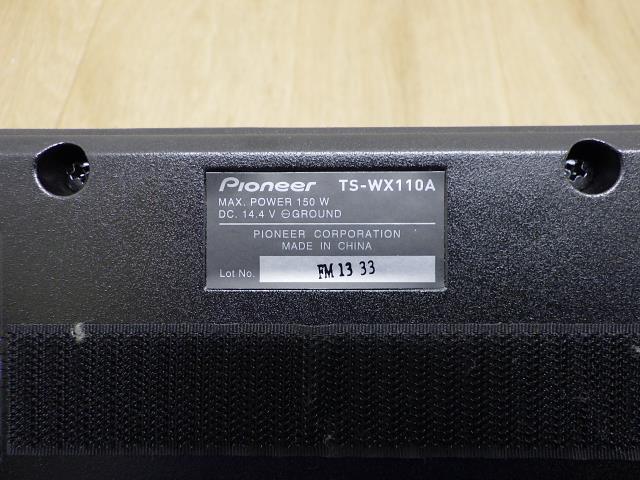 Pioneer TS-WX110A
MAX. POWER 150 W
DC. 14.4 V ⊖GROUND
PIONEER CORPORATION
MADE IN CHINA
Lot No. FM 13 33